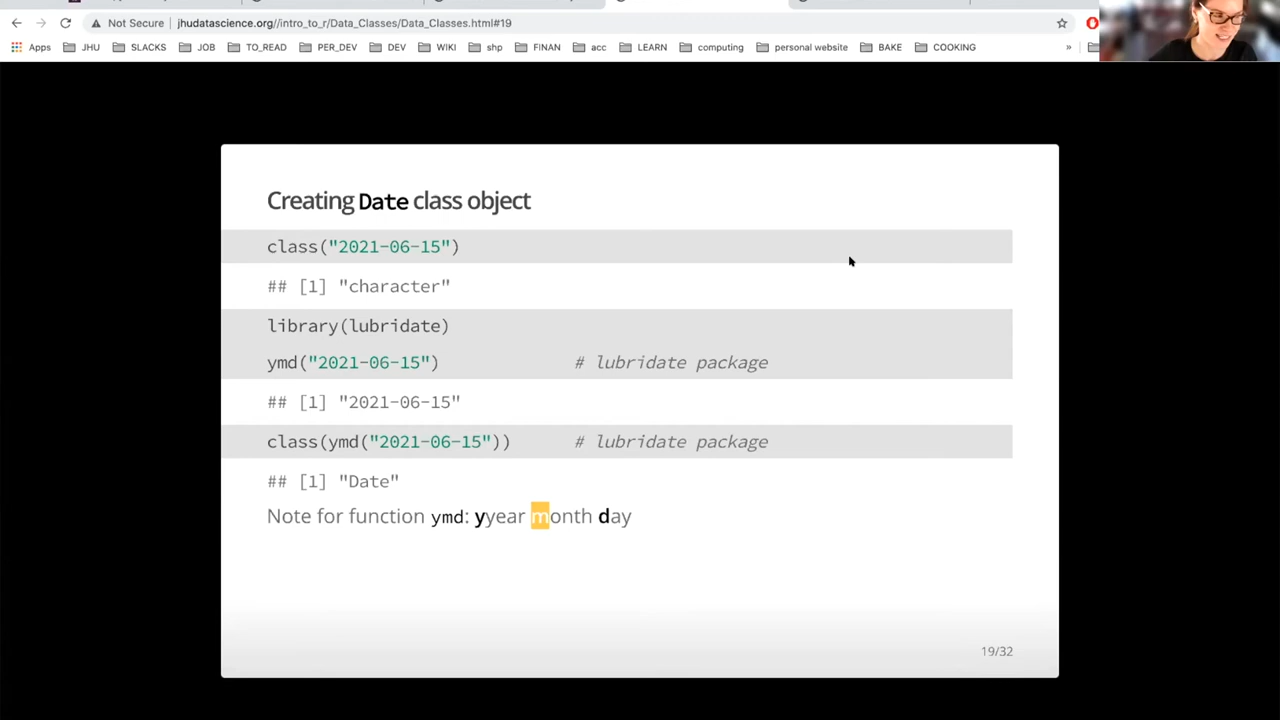 Not Secure | jhudatascience.org//intro_to_r/Data_Classes/Data_Classes.html#19
Apps JHU SLACKS JOB TO_READ PER_DEV DEV WIKI shp FINAN acc LEARN computing personal website BAKE COOKING »
Creating Date class object
class("2021-06-15")
## [1] "character"
library(lubridate)
ymd("2021-06-15") # lubridate package
## [1] "2021-06-15"
class(ymd("2021-06-15")) # lubridate package
## [1] "Date"
Note for function ymd: yyear month day
19/32